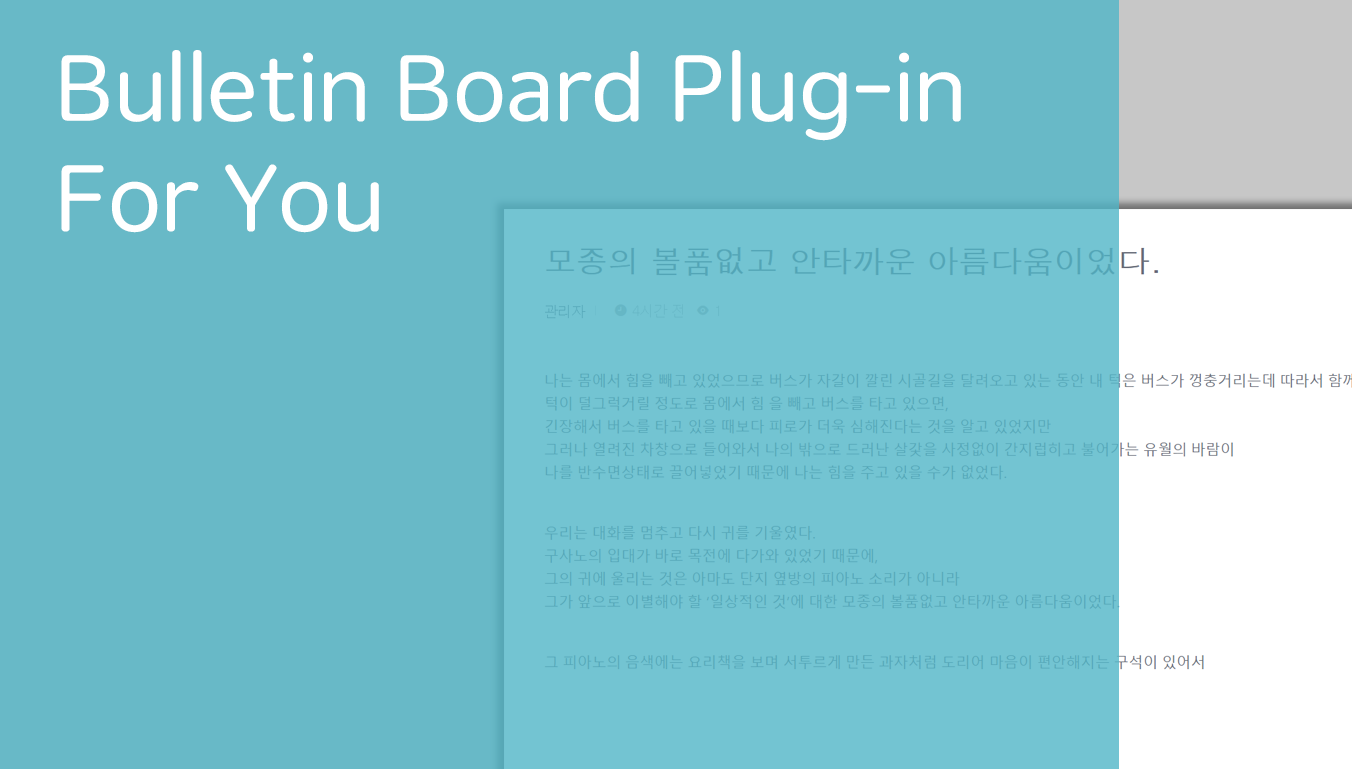 Bulletin Board Plug-in
For You
모종의 볼품없고 안타까운 아름다움이었다.
관리자 4시간 전 1
나는 몸에서 힘을 빼고 있었으므로 버스가 자갈이 깔린 시골길을 달려오고 있는 동안 내 턱은 버스가 껑충거리는데 따라서 함께
턱이 덜그럭거릴 정도로 몸에서 힘 을 빼고 버스를 타고 있으면,
긴장해서 버스를 타고 있을 때보다 피로가 더욱 심해진다는 것을 알고 있었지만
그러나 열려진 차창으로 들어와서 나의 밖으로 드러난 살갗을 사정없이 간지럽히고 불어가는 유월의 바람이
나를 반수면상태로 끌어넣었기 때문에 나는 힘을 주고 있을 수가 없었다.
우리는 대화를 멈추고 다시 귀를 기울였다.
구사노의 입대가 바로 목전에 다가와 있었기 때문에,
그의 귀에 울리는 것은 아마도 단지 옆방의 피아노 소리가 아니라
그가 앞으로 이별해야 할 '일상적인 것'에 대한 모종의 볼품없고 안타까운 아름다움이었다.
그 피아노의 음색에는 요리책을 보며 서투르게 만든 과자처럼 도리어 마음이 편안해지는 구석이 있어서